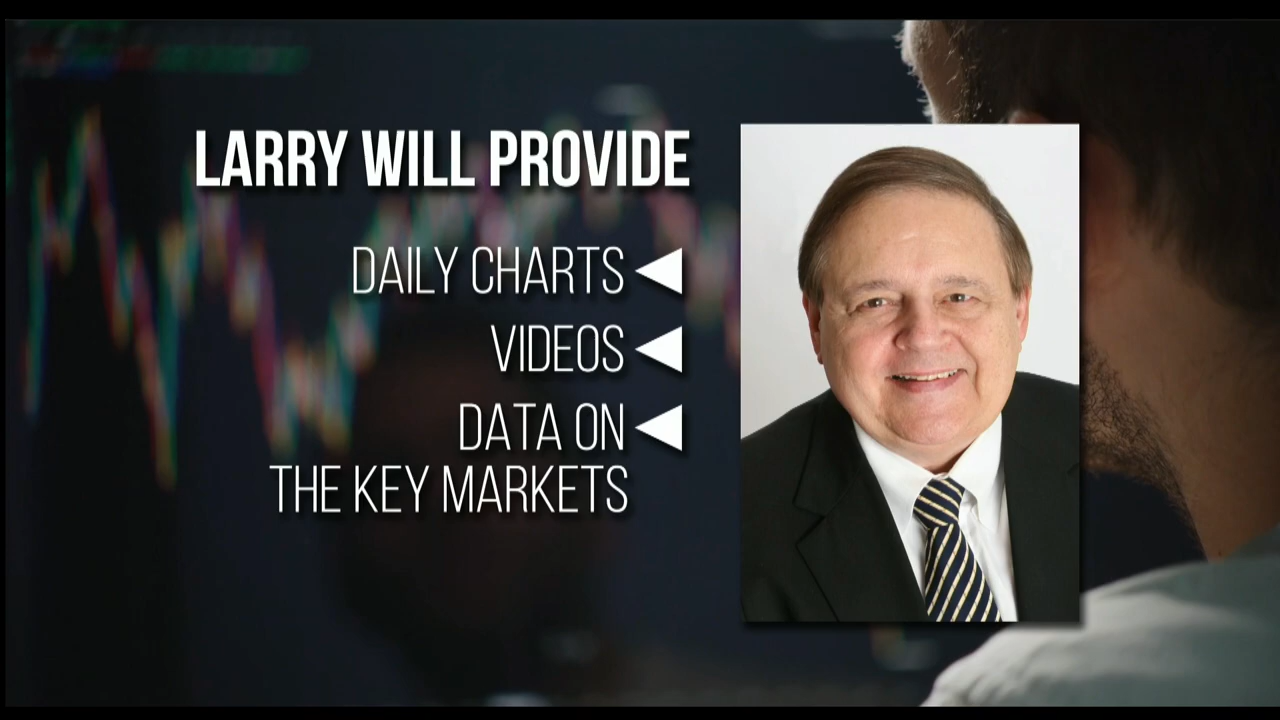 LARRY WILL PROVIDE
DAILY CHARTS
VIDEOS
DATA ON
THE KEY MARKETS